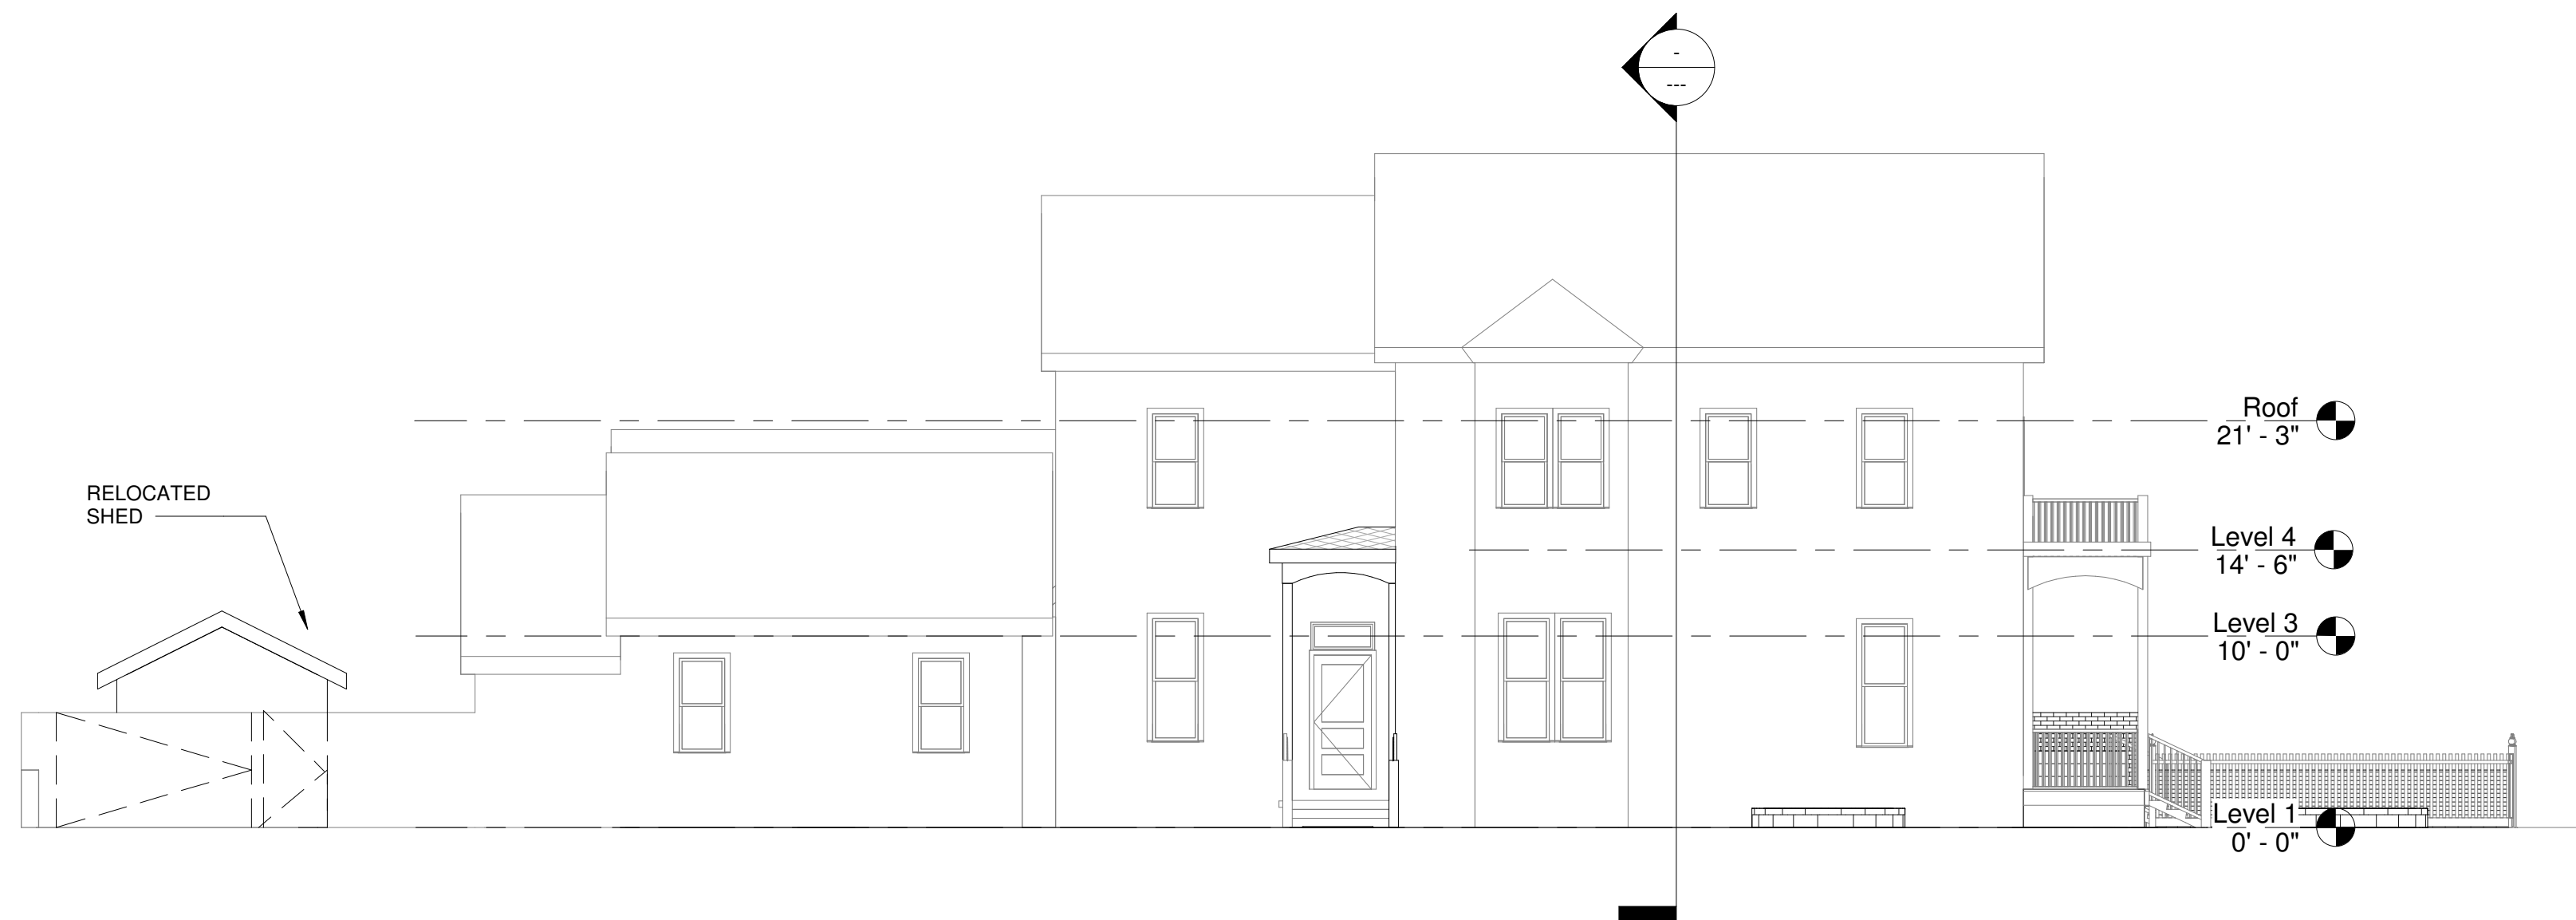 -
---
Roof
21' - 3"
RELOCATED
SHED
Level 4
14' - 6"
Level 3
10' - 0"
Level 1
0' - 0"